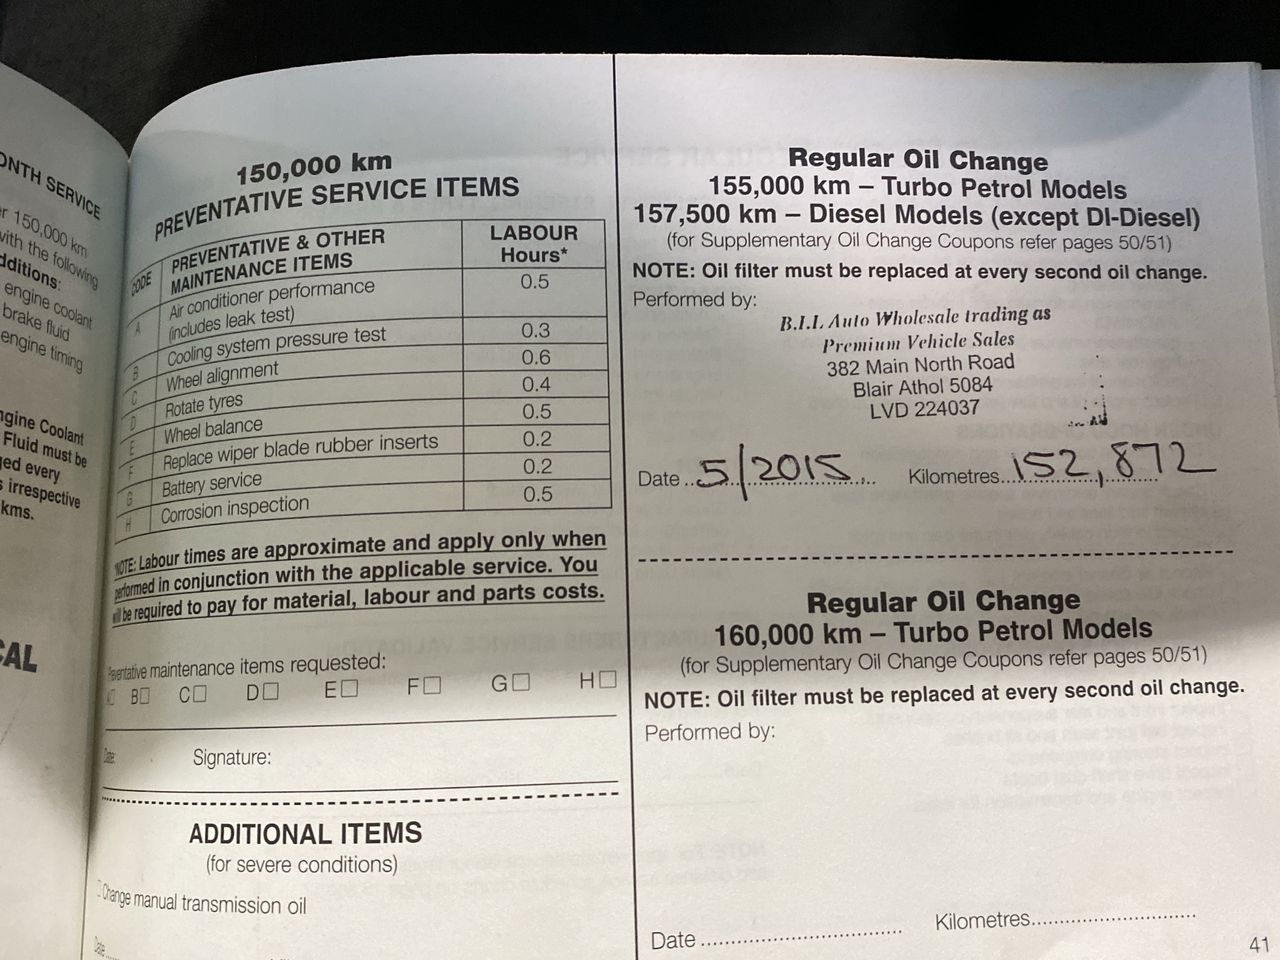 ONTH SERVICE
r 150,000 km
with the following
dditions:
engine coolant
brake fluid
engine timing
ngine Coolant
Fluid must be
ged every
s irrespective
kms.
CAL
150,000 km
PREVENTATIVE SERVICE ITEMS
CODE PREVENTATIVE & OTHER MAINTENANCE ITEMS LABOUR Hours*
A Air conditioner performance (includes leak test) 0.5
B Cooling system pressure test 0.3
C Wheel alignment 0.6
D Rotate tyres 0.4
E Wheel balance 0.5
F Replace wiper blade rubber inserts 0.2
G Battery service 0.2
H Corrosion inspection 0.5
NOTE: Labour times are approximate and apply only when
performed in conjunction with the applicable service. You
will be required to pay for material, labour and parts costs.
Preventative maintenance items requested:
A□ B□ C□ D□ E□ F□ G□ H□
Date: Signature:
ADDITIONAL ITEMS
(for severe conditions)
□ Change manual transmission oil
Date
Regular Oil Change
155,000 km – Turbo Petrol Models
157,500 km – Diesel Models (except DI-Diesel)
(for Supplementary Oil Change Coupons refer pages 50/51)
NOTE: Oil filter must be replaced at every second oil change.
Performed by:
B.I.L Auto Wholesale trading as
Premium Vehicle Sales
382 Main North Road
Blair Athol 5084
LVD 224037
Date 5/2015 Kilometres 152,872
Regular Oil Change
160,000 km – Turbo Petrol Models
(for Supplementary Oil Change Coupons refer pages 50/51)
NOTE: Oil filter must be replaced at every second oil change.
Performed by:
Date Kilometres
41